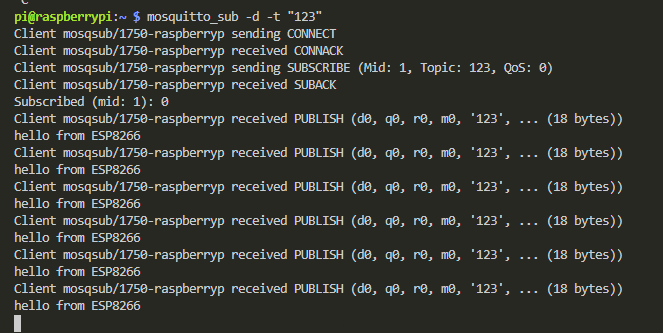 pi@raspberrypi:~ $ mosquitto_sub -d -t "123"
Client mosqsub/1750-raspberryp sending CONNECT
Client mosqsub/1750-raspberryp received CONNACK
Client mosqsub/1750-raspberryp sending SUBSCRIBE (Mid: 1, Topic: 123, QoS: 0)
Client mosqsub/1750-raspberryp received SUBACK
Subscribed (mid: 1): 0
Client mosqsub/1750-raspberryp received PUBLISH (d0, q0, r0, m0, '123', ... (18 bytes))
hello from ESP8266
Client mosqsub/1750-raspberryp received PUBLISH (d0, q0, r0, m0, '123', ... (18 bytes))
hello from ESP8266
Client mosqsub/1750-raspberryp received PUBLISH (d0, q0, r0, m0, '123', ... (18 bytes))
hello from ESP8266
Client mosqsub/1750-raspberryp received PUBLISH (d0, q0, r0, m0, '123', ... (18 bytes))
hello from ESP8266
Client mosqsub/1750-raspberryp received PUBLISH (d0, q0, r0, m0, '123', ... (18 bytes))
hello from ESP8266
Client mosqsub/1750-raspberryp received PUBLISH (d0, q0, r0, m0, '123', ... (18 bytes))
hello from ESP8266